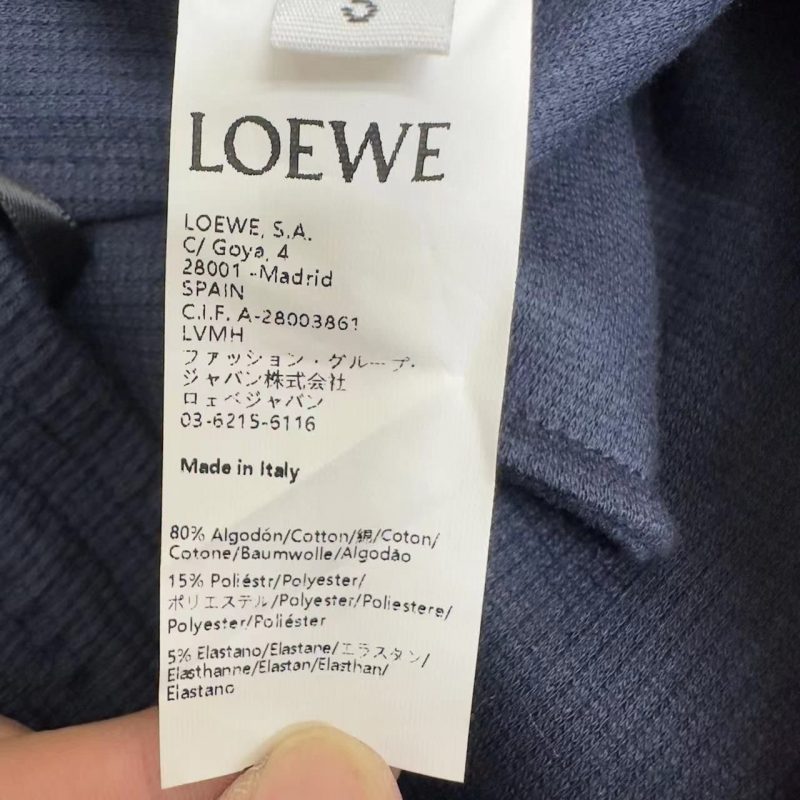 LOEWE
LOEWE, S.A.
C/ Goya, 4
28001 -Madrid
SPAIN
C.I.F. A-28003861
LVMH
ファッション・グループ・
ジャパン株式会社
ロエベジャパン
03-6215-6116
Made in Italy
80% Algodón/Cotton/綿/Coton/
Cotone/Baumwolle/Algodão
15% Poliéstr/Polyester/
ポリエステル/Polyester/Poliestere/
Polyester/Poliéster
5% Elastano/Elastane/エラスタン/
Elasthanne/Elastan/Elasthan/
Elastano